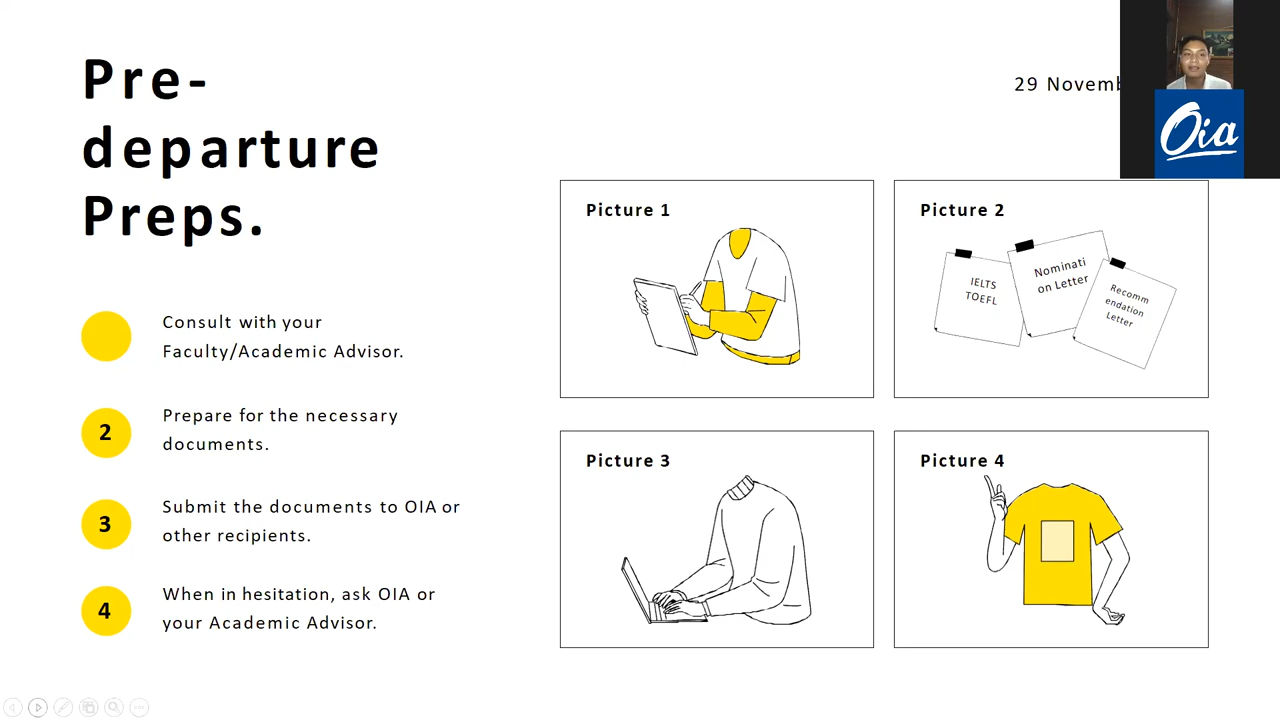 Pre-
departure
Preps.
29 Novemb
Oia
Consult with your
Faculty/Academic Advisor.
2
Prepare for the necessary
documents.
3
Submit the documents to OIA or
other recipients.
4
When in hesitation, ask OIA or
your Academic Advisor.
Picture 1
Picture 2
IELTS
TOEFL
Nominati
on Letter
Recomm
endation
Letter
Picture 3
Picture 4